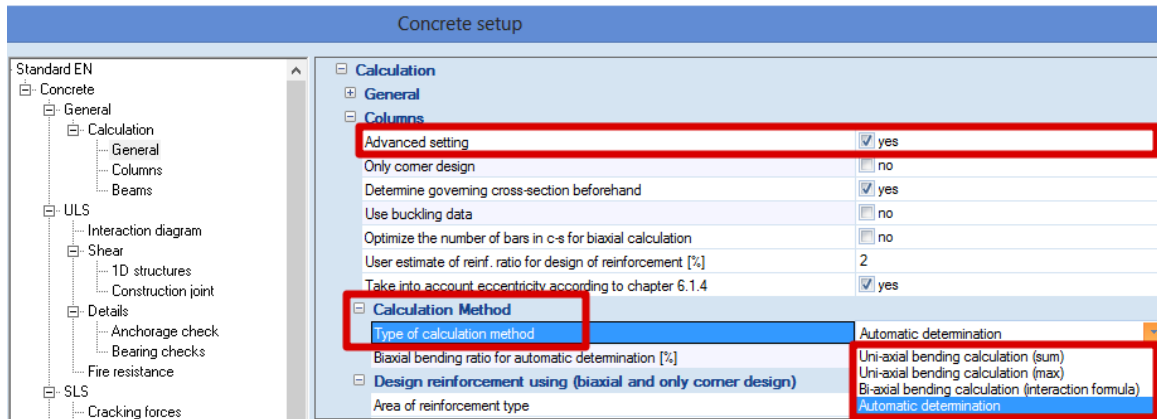 Concrete setup
Standard EN
Concrete
General
Calculation
General
Columns
Beams
ULS
Interaction diagram
Shear
1D structures
Construction joint
Details
Anchorage check
Bearing checks
Fire resistance
SLS
Cracking forces
Calculation
General
Columns
Advanced setting yes
Only corner design no
Determine governing cross-section beforehand yes
Use buckling data no
Optimize the number of bars in c-s for biaxial calculation no
User estimate of reinf. ratio for design of reinforcement [%] 2
Take into account eccentricity according to chapter 6.1.4 yes
Calculation Method
Type of calculation method Automatic determination
Biaxial bending ratio for automatic determination [%]
Design reinforcement using (biaxial and only corner design)
Area of reinforcement type
Uni-axial bending calculation (sum)
Uni-axial bending calculation (max)
Bi-axial bending calculation (interaction formula)
Automatic determination